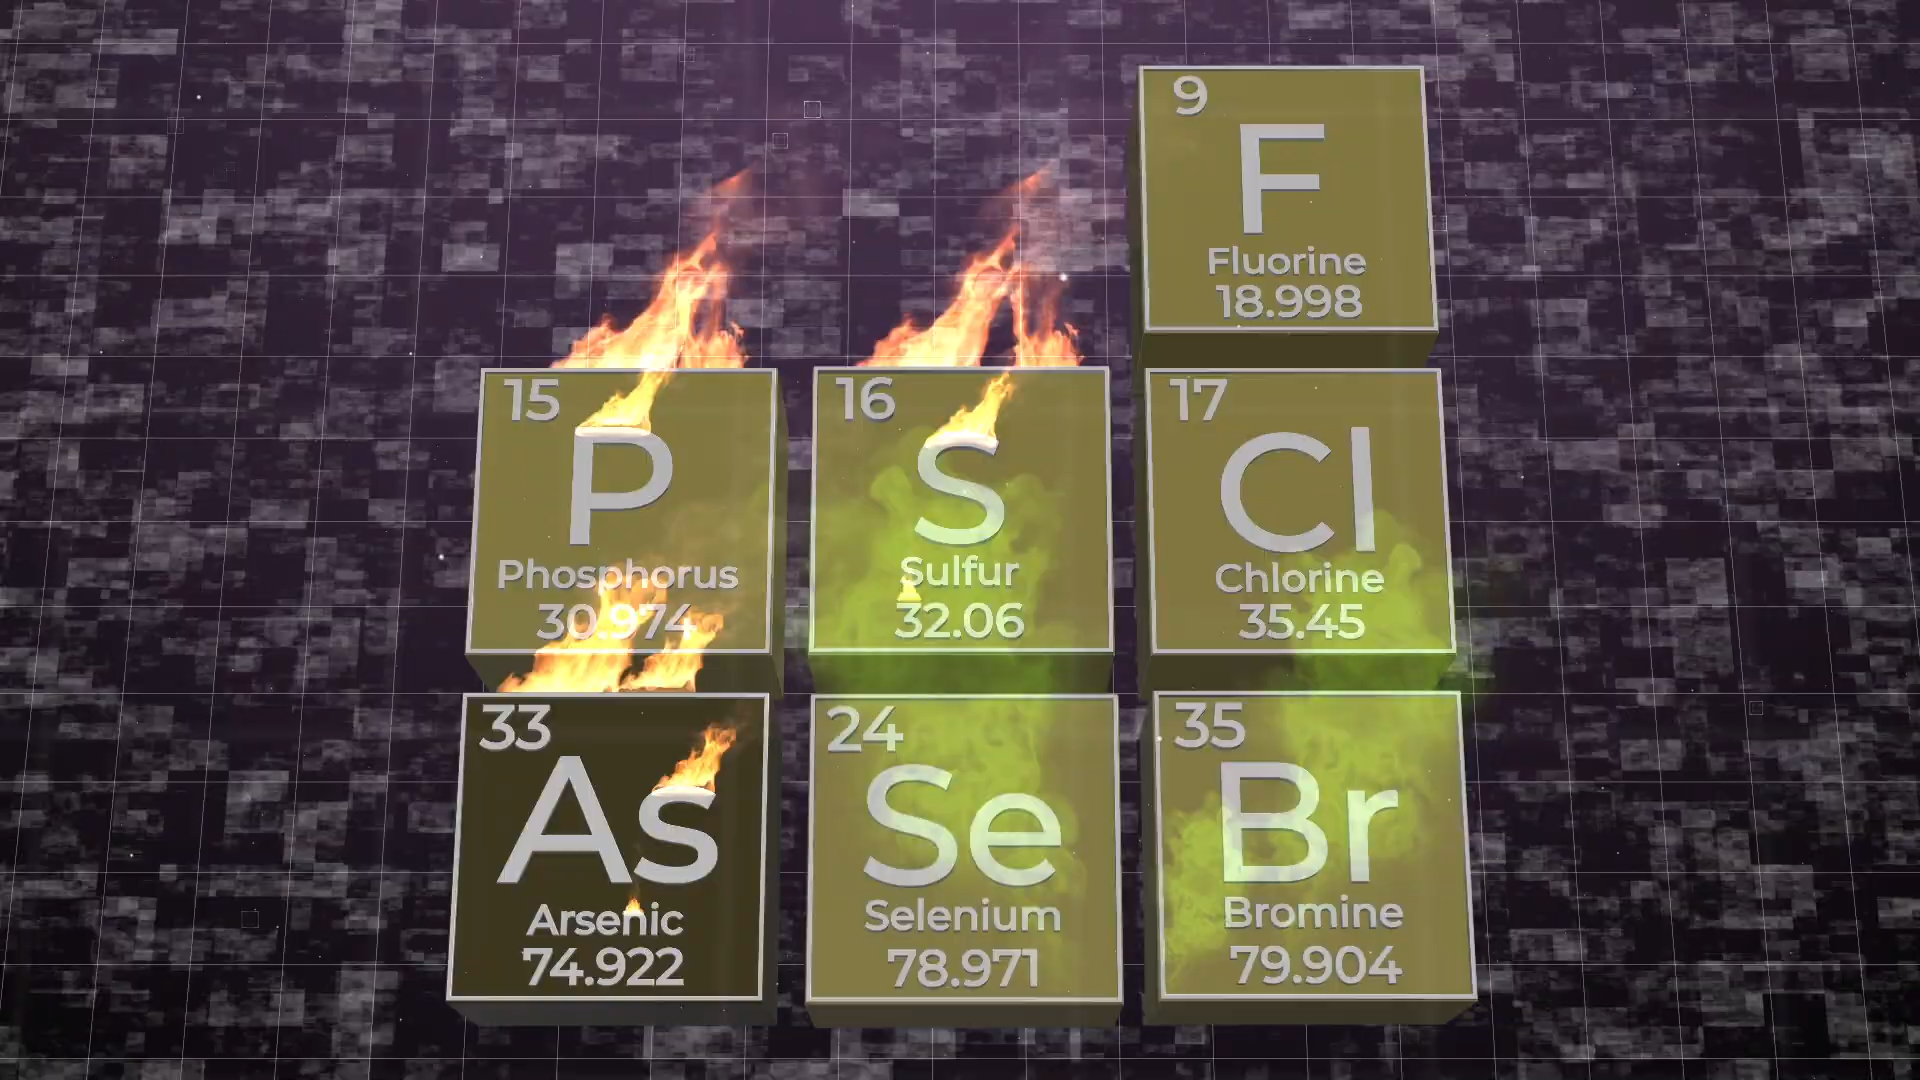 9
F
Fluorine
18.998
15
P
Phosphorus
30.974
16
S
Sulfur
32.06
17
Cl
Chlorine
35.45
33
As
Arsenic
74.922
24
Se
Selenium
78.971
35
Br
Bromine
79.904